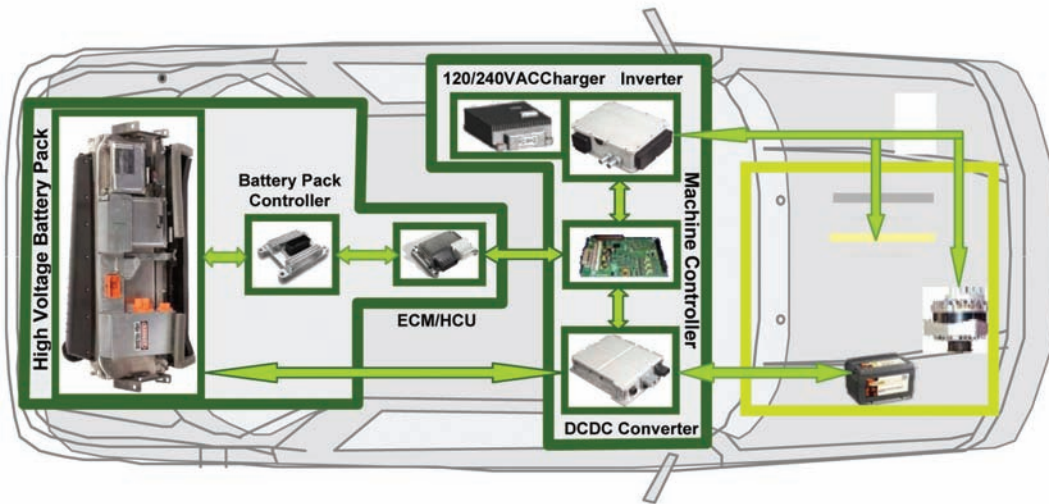 120/240VACCharger
Inverter
High Voltage Battery Pack
Battery Pack
Controller
Machine Controller
ECM/HCU
DCDC Converter